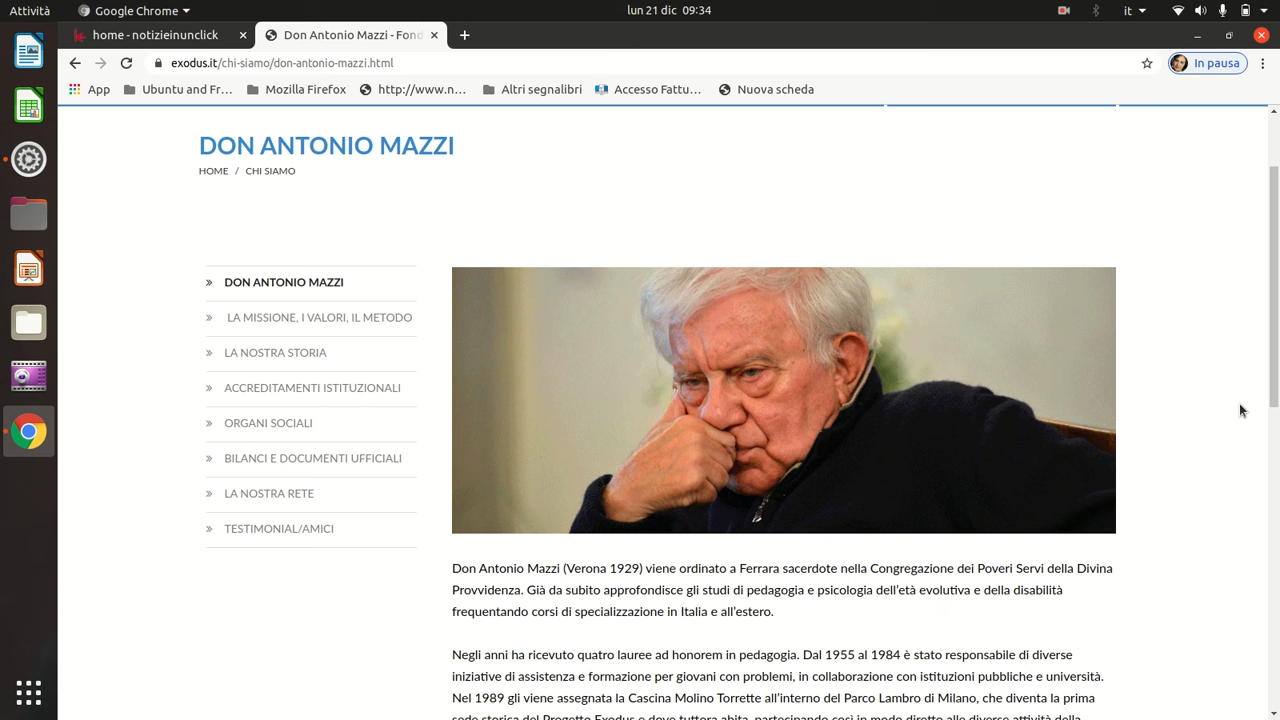 Attività
Google Chrome
lun 21 dic 09:34
it
home - notizieinunclick
Don Antonio Mazzi - Fond
exodus.it/chi-siamo/don-antonio-mazzi.html
In pausa
App
Ubuntu and Fr...
Mozilla Firefox
http://www.n...
Altri segnalibri
Accesso Fattu...
Nuova scheda
DON ANTONIO MAZZI
HOME / CHI SIAMO
DON ANTONIO MAZZI
LA MISSIONE, I VALORI, IL METODO
LA NOSTRA STORIA
ACCREDITAMENTI ISTITUZIONALI
ORGANI SOCIALI
BILANCI E DOCUMENTI UFFICIALI
LA NOSTRA RETE
TESTIMONIAL/AMICI
Don Antonio Mazzi (Verona 1929) viene ordinato a Ferrara sacerdote nella Congregazione dei Poveri Servi della Divina
Provvidenza. Già da subito approfondisce gli studi di pedagogia e psicologia dell'età evolutiva e della disabilità
frequentando corsi di specializzazione in Italia e all'estero.
Negli anni ha ricevuto quattro lauree ad honorem in pedagogia. Dal 1955 al 1984 è stato responsabile di diverse
iniziative di assistenza e formazione per giovani con problemi, in collaborazione con istituzioni pubbliche e università.
Nel 1989 gli viene assegnata la Cascina Molino Torrette all'interno del Parco Lambro di Milano, che diventa la prima
sede storica del Progetto Exodus e dove tuttora abita, partecipando così in modo diretto alle diverse attività della